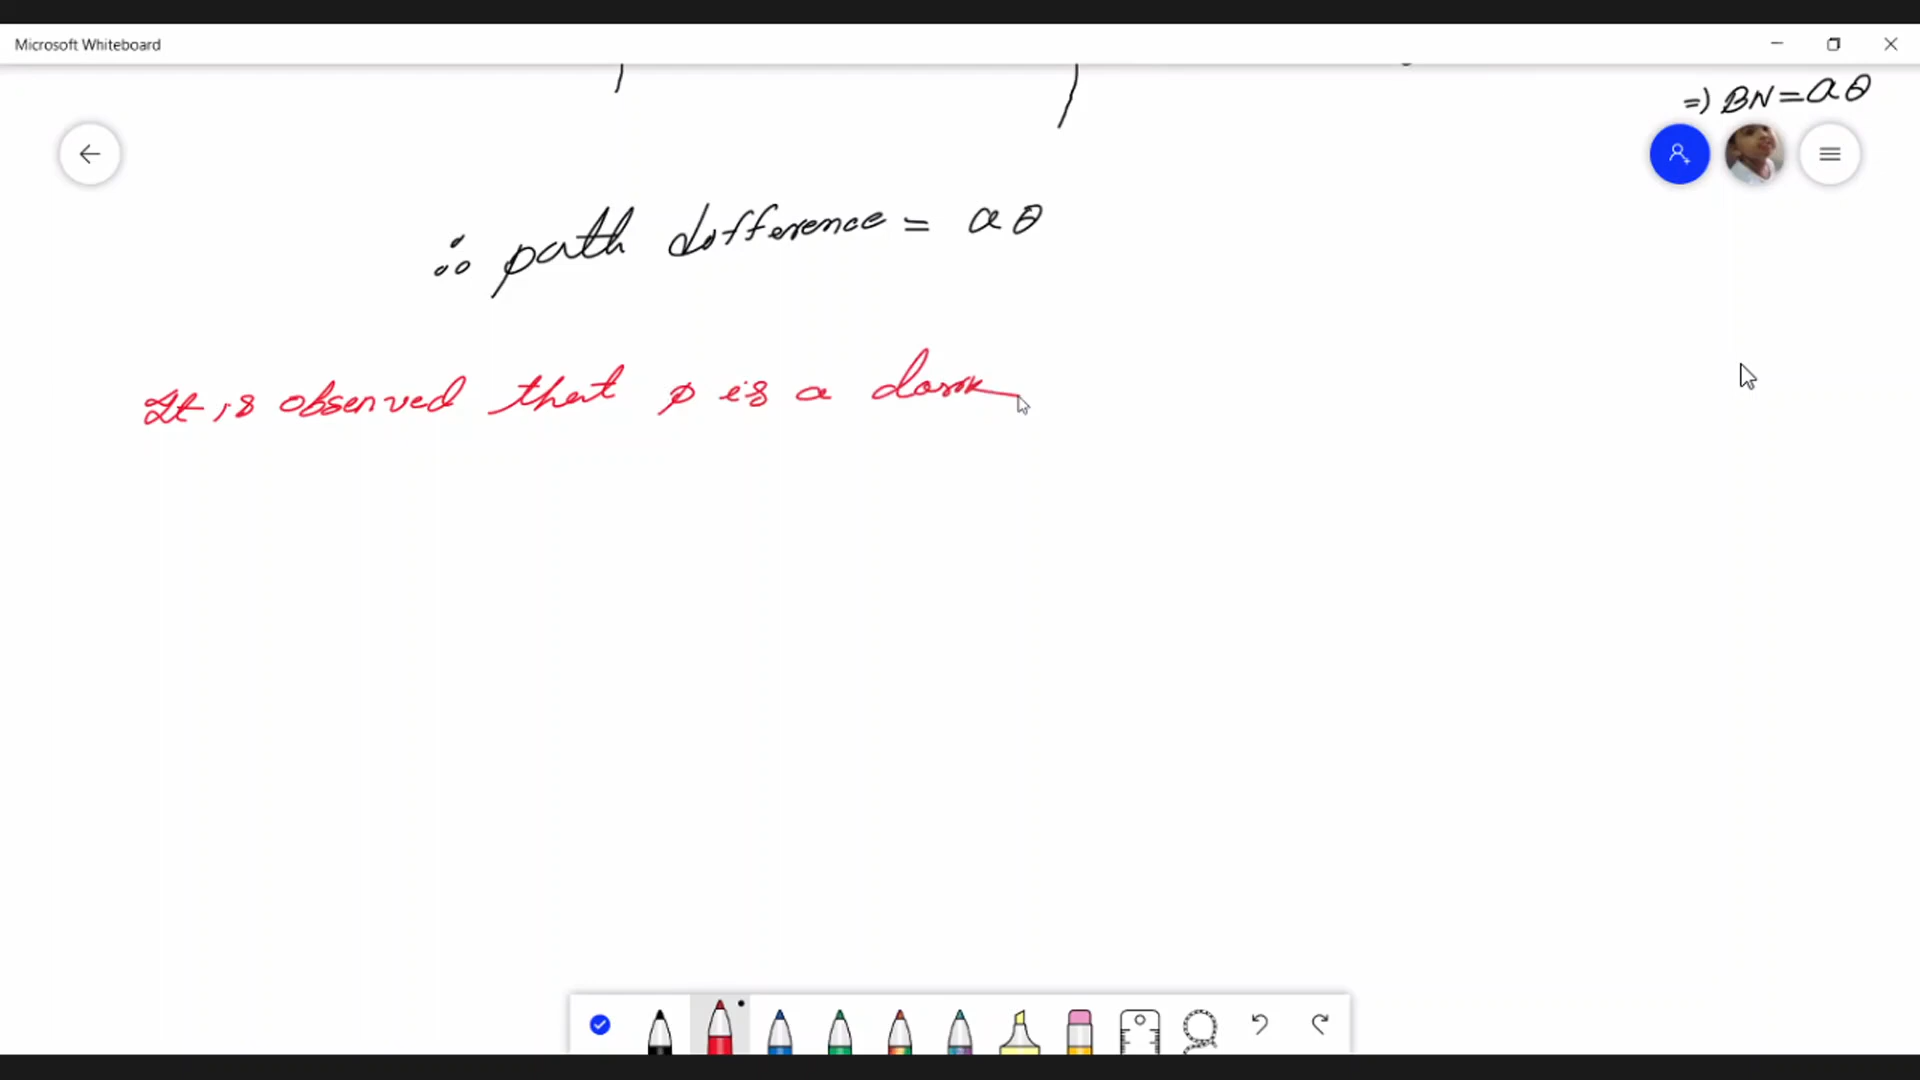 Microsoft Whiteboard
=) BN = aθ
∴ path difference = aθ
It is observed that p is a dark